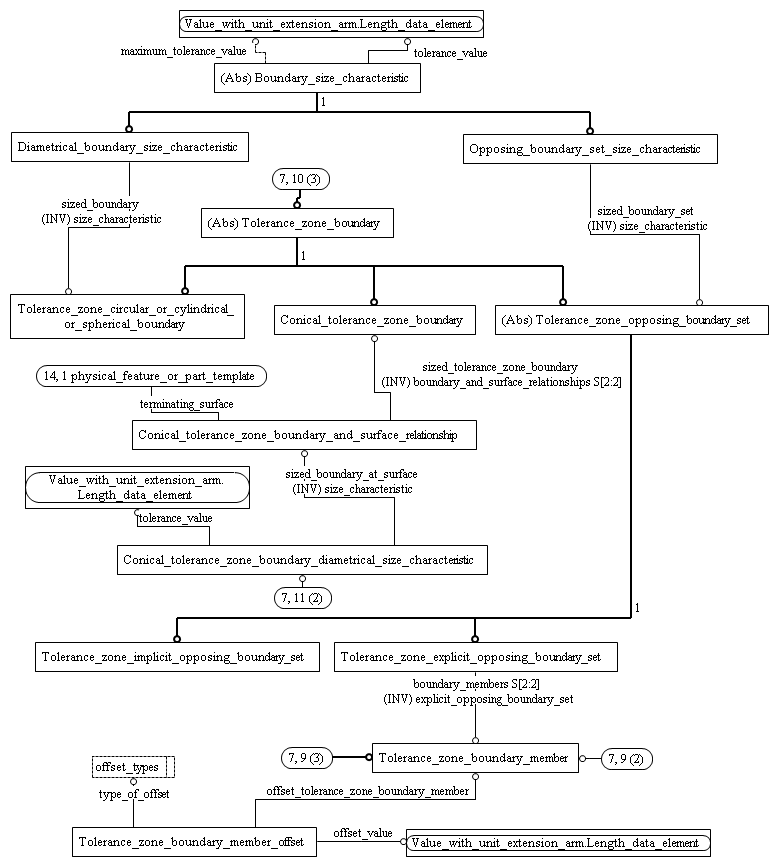 Value_with_unit_extension_arm.Length_data_element
maximum_tolerance_value
tolerance_value
(Abs) Boundary_size_characteristic
1
Diametrical_boundary_size_characteristic
Opposing_boundary_set_size_characteristic
7, 10 (3)
sized_boundary
(INV) size_characteristic
sized_boundary_set
(INV) size_characteristic
(Abs) Tolerance_zone_boundary
1
Tolerance_zone_circular_or_cylindrical_
or_spherical_boundary
Conical_tolerance_zone_boundary
(Abs) Tolerance_zone_opposing_boundary_set
sized_tolerance_zone_boundary
(INV) boundary_and_surface_relationships S[2:2]
14, 1 physical_feature_or_part_template
terminating_surface
Conical_tolerance_zone_boundary_and_surface_relationship
sized_boundary_at_surface
(INV) size_characteristic
Value_with_unit_extension_arm.
Length_data_element
tolerance_value
Conical_tolerance_zone_boundary_diametrical_size_characteristic
7, 11 (2)
1
Tolerance_zone_implicit_opposing_boundary_set
Tolerance_zone_explicit_opposing_boundary_set
boundary_members S[2:2]
(INV) explicit_opposing_boundary_set
7, 9 (3)
Tolerance_zone_boundary_member
7, 9 (2)
offset_types
type_of_offset
offset_tolerance_zone_boundary_member
Tolerance_zone_boundary_member_offset
offset_value
Value_with_unit_extension_arm.Length_data_element